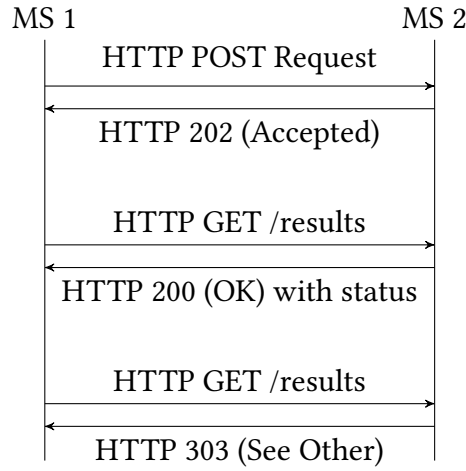 MS 1
MS 2
HTTP POST Request
HTTP 202 (Accepted)
HTTP GET /results
HTTP 200 (OK) with status
HTTP GET /results
HTTP 303 (See Other)